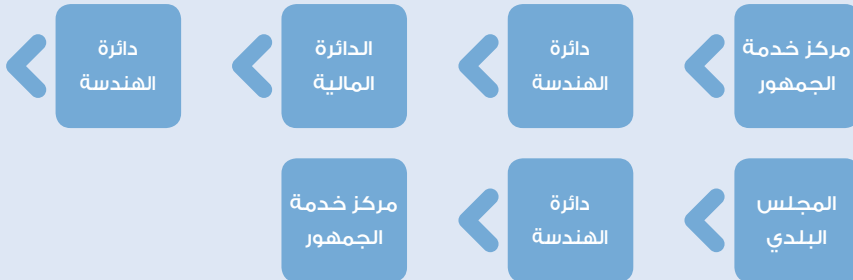 مركز خدمة
الجمهور
دائرة
الهندسة
الدائرة
المالية
دائرة
الهندسة
المجلس
البلدي
دائرة
الهندسة
مركز خدمة
الجمهور